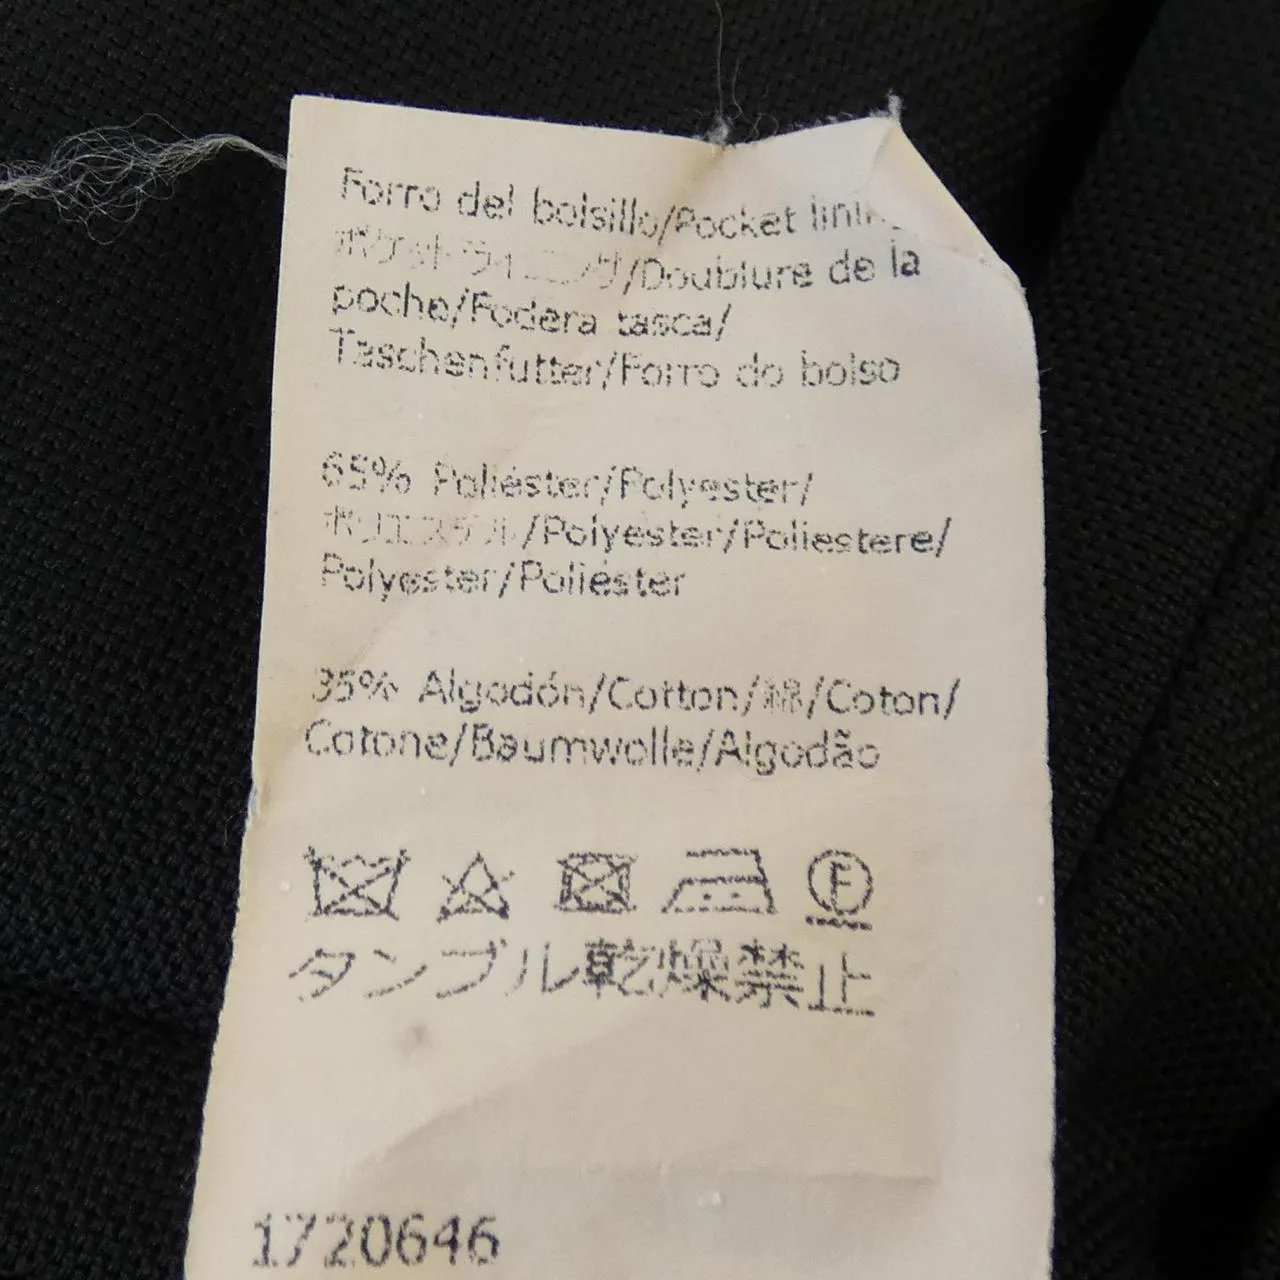 Forro del bolsillo/Pocket lining
ポケットライニング/Doublure de la
poche/Fodera tasca/
Taschenfutter/Forro do bolso
65% Poliéster/Polyester/
ポリエステル/Polyester/Poliestere/
Polyester/Poliéster
35% Algodón/Cotton/綿/Coton/
Cotone/Baumwolle/Algodão
F
タンブル乾燥禁止
1720646